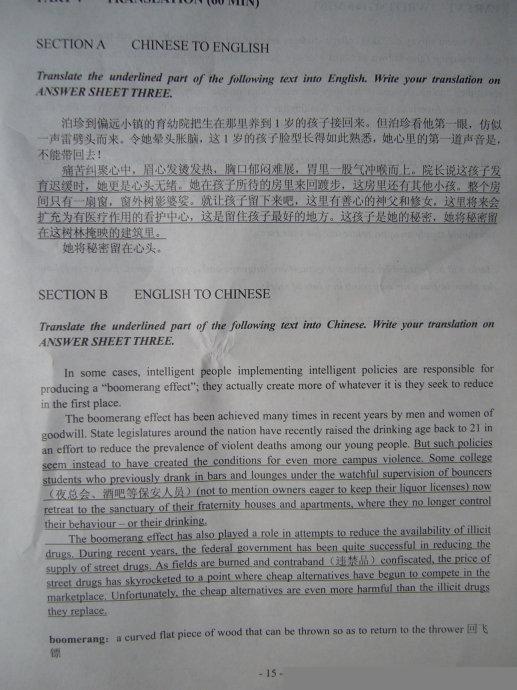 PART V TRANSLATION (60 MIN)
SECTION A CHINESE TO ENGLISH
Translate the underlined part of the following text into English. Write your translation on
ANSWER SHEET THREE.
泊珍到偏远小镇的育幼院把生在那里养到1岁的孩子接回来。但泊珍看他第一眼，仿似
一声雷劈头而来。令她晕头胀脑，这1岁的孩子脸型长得如此熟悉，她心里的第一道声音是，
不能带回去！
痛苦纠聚心中，眉心发烫发热，胸口郁闷难展，胃里一股气冲喉而上。院长说这孩子发
育迟缓时，她更是心头无绪。她在孩子所待的房里来回踱步，这房里还有其他小孩。整个房
间只有一扇窗，窗外树影婆娑。就让孩子留下来吧，这里有善心的神父和修女，这里将来会
扩充为有医疗作用的看护中心，这是留住孩子最好的地方。这孩子是她的秘密，她将秘密留
在这树林掩映的建筑里。
她将秘密留在心头。
SECTION B ENGLISH TO CHINESE
Translate the underlined part of the following text into Chinese. Write your translation on
ANSWER SHEET THREE.
In some cases, intelligent people implementing intelligent policies are responsible for
producing a “boomerang effect”; they actually create more of whatever it is they seek to reduce
in the first place.
The boomerang effect has been achieved many times in recent years by men and women of
goodwill. State legislatures around the nation have recently raised the drinking age back to 21 in
an effort to reduce the prevalence of violent deaths among our young people. But such policies
seem instead to have created the conditions for even more campus violence. Some college
students who previously drank in bars and lounges under the watchful supervision of bouncers
（夜总会、酒吧等保安人员）(not to mention owners eager to keep their liquor licenses) now
retreat to the sanctuary of their fraternity houses and apartments, where they no longer control
their behaviour – or their drinking.
The boomerang effect has also played a role in attempts to reduce the availability of illicit
drugs. During recent years, the federal government has been quite successful in reducing the
supply of street drugs. As fields are burned and contraband（违禁品）confiscated, the price of
street drugs has skyrocketed to a point where cheap alternatives have begun to compete in the
marketplace. Unfortunately, the cheap alternatives are even more harmful than the illicit drugs
they replace.
boomerang: a curved flat piece of wood that can be thrown so as to return to the thrower 回飞
镖
- 15 -